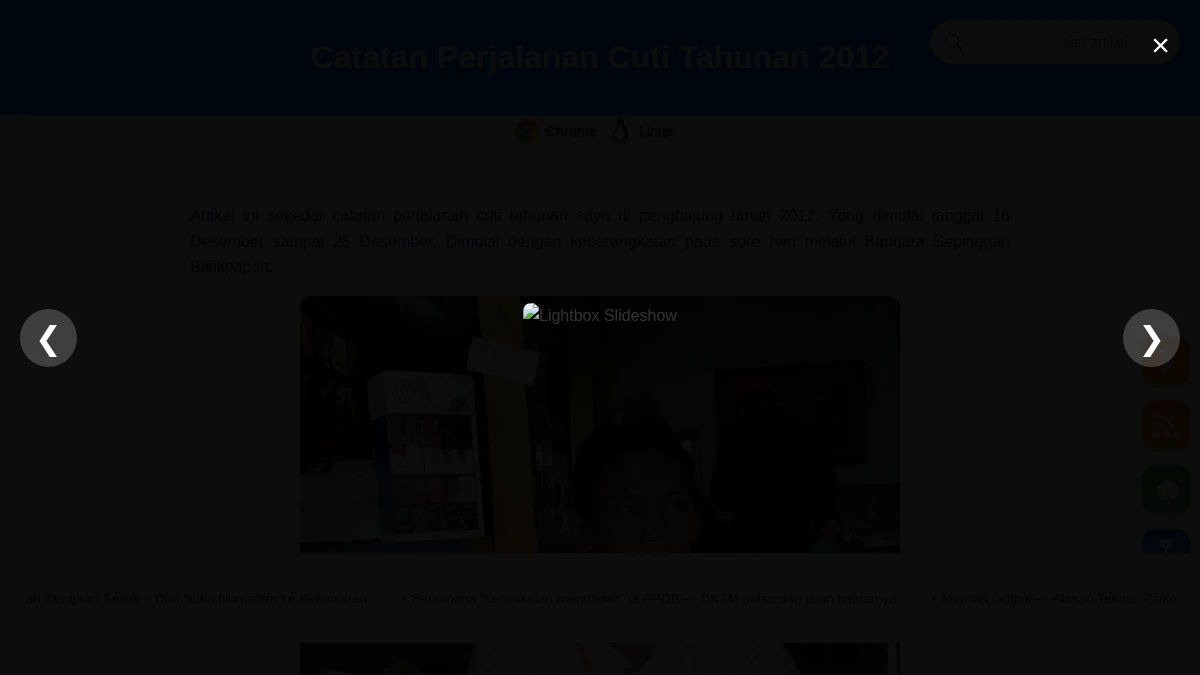 Catatan Perjalanan Cuti Tahunan 2012
cari artikel
×
Chrome Linux
Artikel ini sekedar catatan perjalanan cuti tahunan saya di penghujung tahun 2012. Yang dimulai tanggal 16
Desember sampai 25 Desember. Dimulai dengan keberangkatan pada sore hari melalui Bandara Sepinggan
Balikpapan.
Lightbox Slideshow
❮ ❯
ah Kerajaan Seljuk – Dari Suku Nomaden ke Kekaisaran • Fenomena "kemiskinan mendadak" di PPDB — SKTM palsu dan jalan keluarnya • Memilih Golput — Alasan Teknis, Psiko